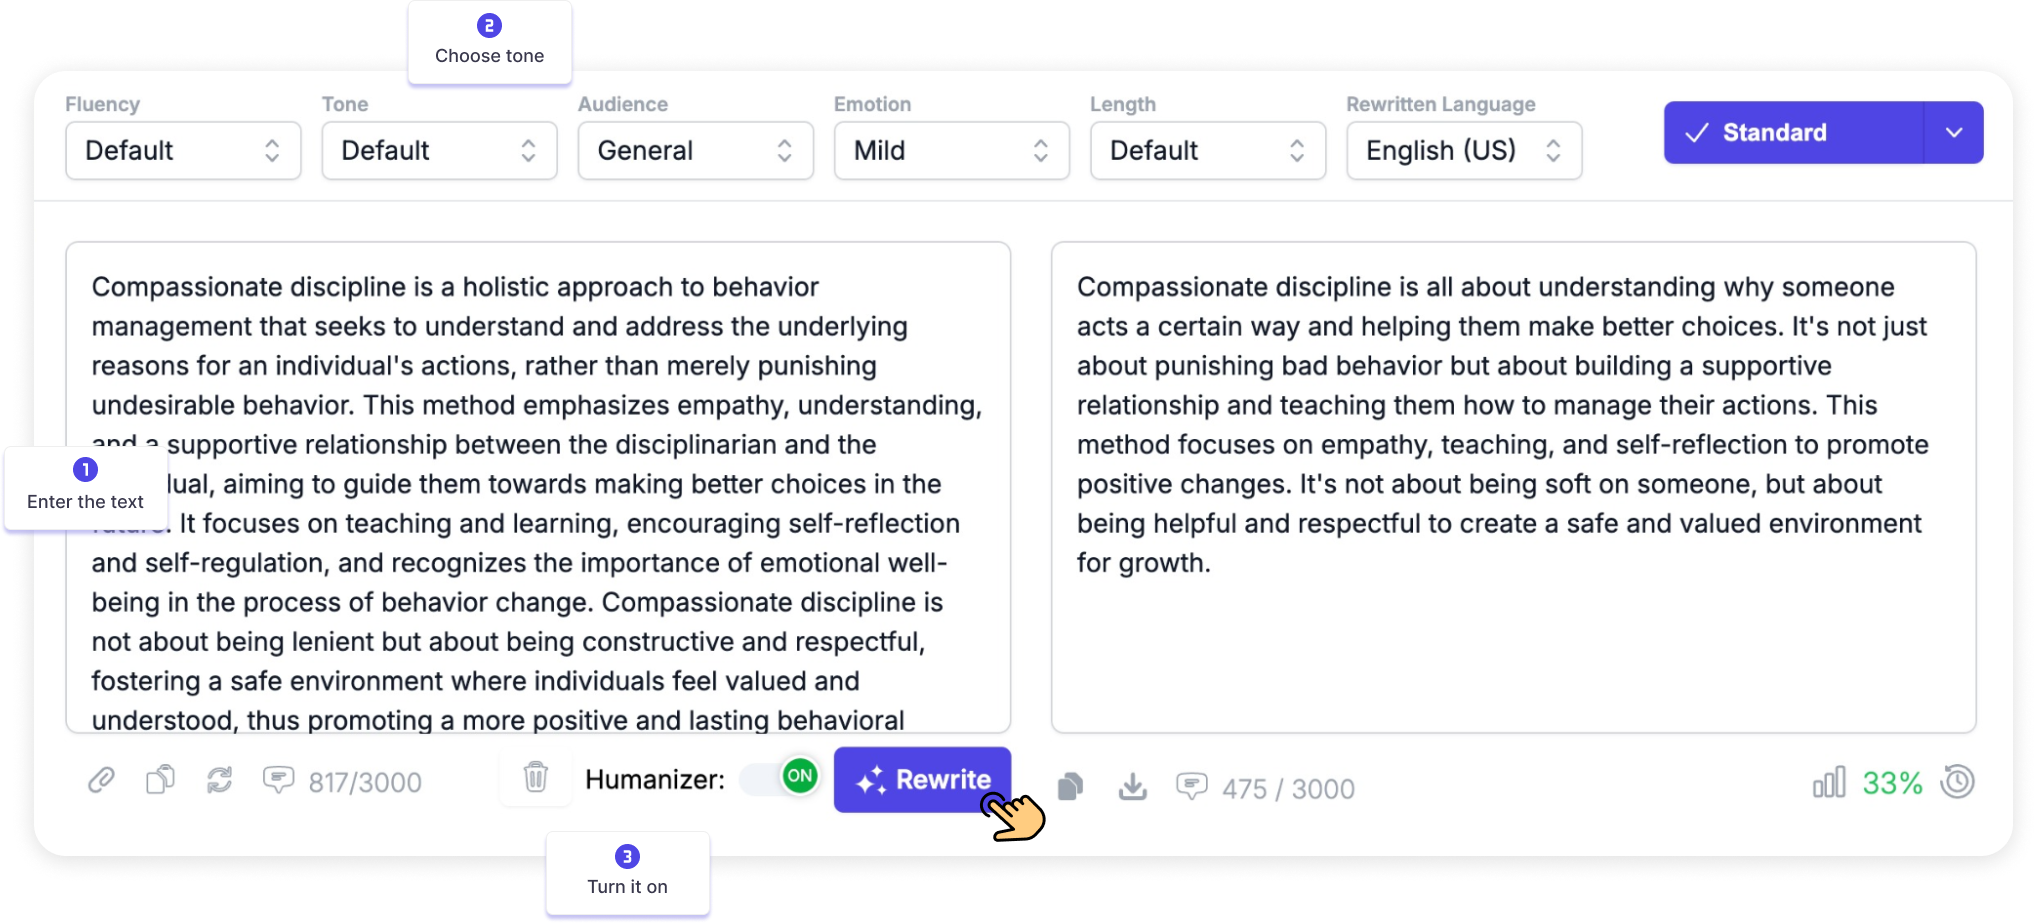 2
Choose tone
Fluency
Tone
Audience
Emotion
Length
Rewritten Language
Default
Default
General
Mild
Default
English (US)
Standard
Compassionate discipline is a holistic approach to behavior
management that seeks to understand and address the underlying
reasons for an individual's actions, rather than merely punishing
undesirable behavior. This method emphasizes empathy, understanding,
and a supportive relationship between the disciplinarian and the
dual, aiming to guide them towards making better choices in the
future. It focuses on teaching and learning, encouraging self-reflection
and self-regulation, and recognizes the importance of emotional well-
being in the process of behavior change. Compassionate discipline is
not about being lenient but about being constructive and respectful,
fostering a safe environment where individuals feel valued and
understood, thus promoting a more positive and lasting behavioral
1
Enter the text
Compassionate discipline is all about understanding why someone
acts a certain way and helping them make better choices. It's not just
about punishing bad behavior but about building a supportive
relationship and teaching them how to manage their actions. This
method focuses on empathy, teaching, and self-reflection to promote
positive changes. It's not about being soft on someone, but about
being helpful and respectful to create a safe and valued environment
for growth.
817/3000
Humanizer:
ON
Rewrite
475 / 3000
33%
3
Turn it on